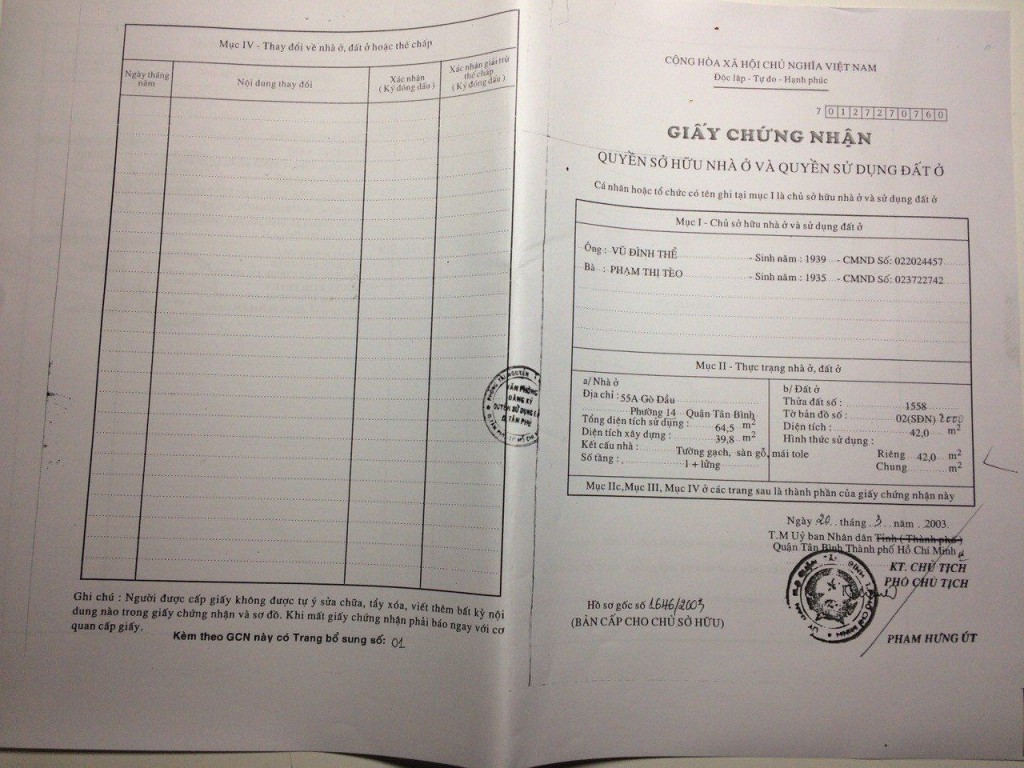 Mục IV - Thay đổi về nhà ở, đất ở hoặc thế chấp
Ngày tháng năm
Nội dung thay đổi
Xác nhận
( Ký đóng dấu )
Xác nhận giải trừ
thế chấp
( Ký đóng dấu )
Ghi chú : Người được cấp giấy không được tự ý sửa chữa, tẩy xóa, viết thêm bất kỳ nội
dung nào trong giấy chứng nhận và sơ đồ. Khi mất giấy chứng nhận phải báo ngay với cơ
quan cấp giấy.
Kèm theo GCN này có Trang bổ sung số: 01
VĂN PHÒNG
ĐĂNG KÝ
QUYỀN SỬ DỤNG
Q.TÂN PHÚ
CỘNG HÒA XÃ HỘI CHỦ NGHĨA VIỆT NAM
Độc lập - Tự do - Hạnh phúc
7 0127270760
GIẤY CHỨNG NHẬN
QUYỀN SỞ HỮU NHÀ Ở VÀ QUYỀN SỬ DỤNG ĐẤT Ở
Cá nhân hoặc tổ chức có tên ghi tại mục I là chủ sở hữu nhà ở và sử dụng đất ở
Mục I - Chủ sở hữu nhà ở và sử dụng đất ở
Ông : VŨ ĐÌNH THỂ - Sinh năm : 1939 - CMND Số: 022024457
Bà : PHẠM THỊ TÈO - Sinh năm : 1935 - CMND Số: 023722742
Mục II - Thực trạng nhà ở, đất ở
a/ Nhà ở
Địa chỉ : 55A Gò Dầu
Phường 14 Quận Tân Bình
Tổng diện tích sử dụng : 64,5 m2
Diện tích xây dựng : 39,8 m2
Kết cấu nhà : Tường gạch, sàn gỗ, mái tole
Số tầng : 1 + lửng
b/ Đất ở
Thửa đất số : 1558
Tờ bản đồ số : 02(SĐN) 2000
Diện tích : 42,0 m2
Hình thức sử dụng :
Riêng 42,0 m2
Chung m2
Mục IIc,Mục III, Mục IV ở các trang sau là thành phần của giấy chứng nhận này
Ngày 20 tháng 3 năm 2003
T.M Uỷ ban Nhân dân Tỉnh ( Thành phố )
Quận Tân Bình Thành phố Hồ Chí Minh
KT. CHỦ TỊCH
PHÓ CHỦ TỊCH
PHẠM HƯNG ÚT
Hồ sơ gốc số 1646/2003
(BẢN CẤP CHO CHỦ SỞ HỮU)